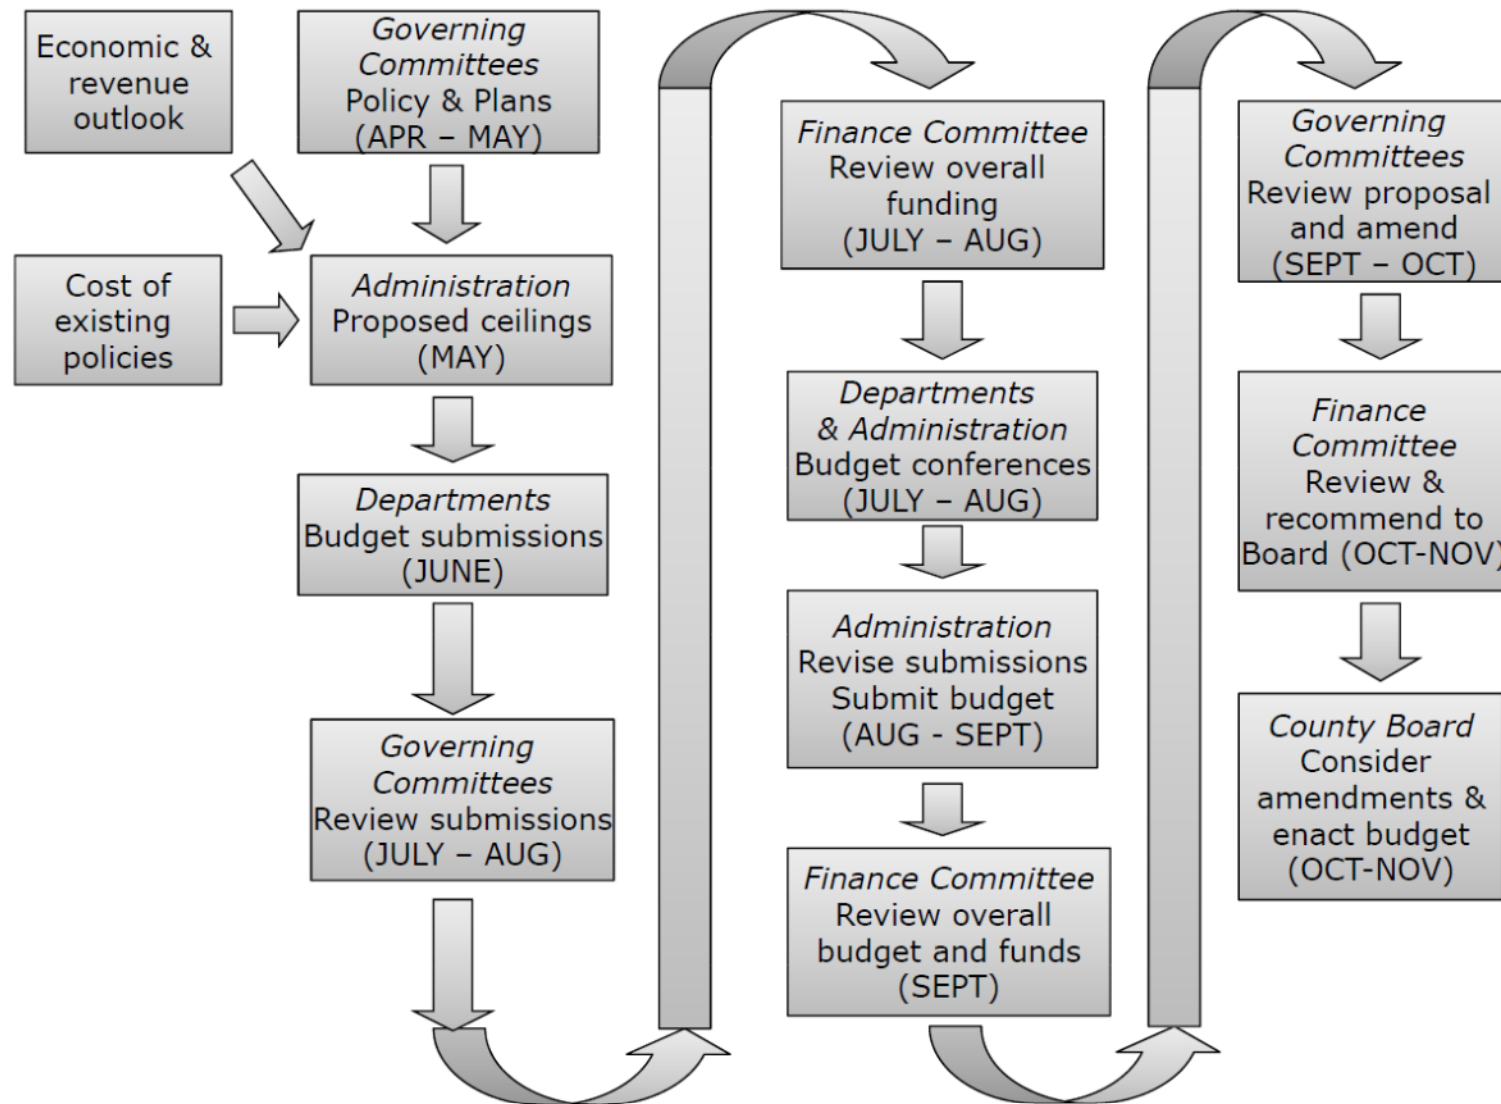 Economic &
revenue
outlook
Governing
Committees
Policy & Plans
(APR – MAY)
Cost of
existing
policies
Administration
Proposed ceilings
(MAY)
Departments
Budget submissions
(JUNE)
Governing
Committees
Review submissions
(JULY – AUG)
Finance Committee
Review overall
funding
(JULY – AUG)
Departments
& Administration
Budget conferences
(JULY – AUG)
Administration
Revise submissions
Submit budget
(AUG - SEPT)
Finance Committee
Review overall
budget and funds
(SEPT)
Governing
Committees
Review proposal
and amend
(SEPT – OCT)
Finance
Committee
Review &
recommend to
Board (OCT-NOV)
County Board
Consider
amendments &
enact budget
(OCT-NOV)